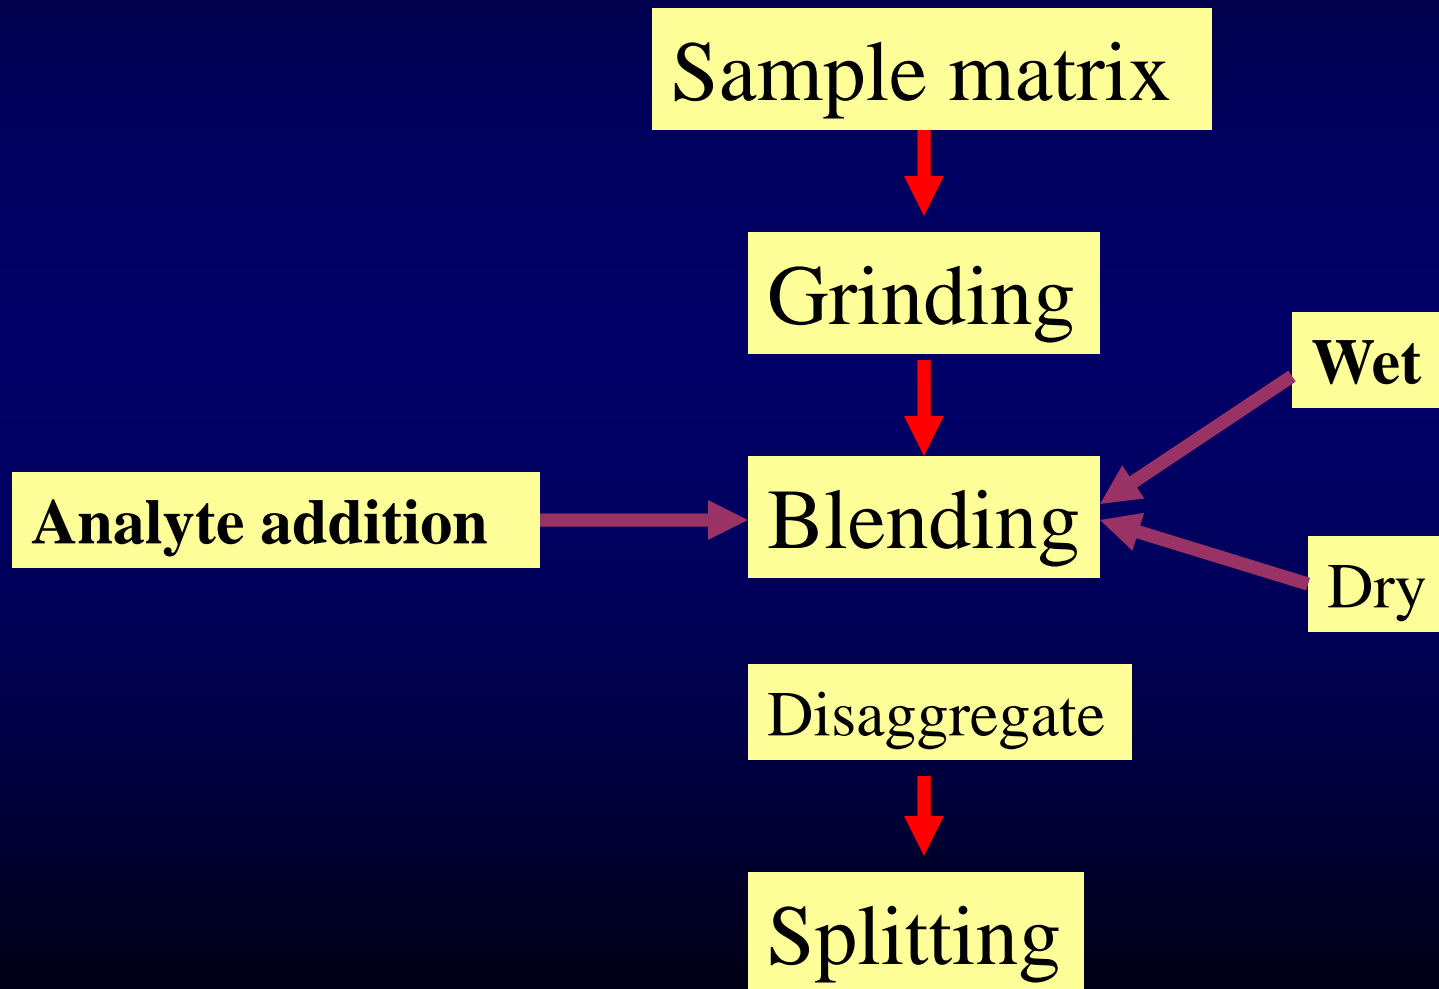 Sample matrix
Grinding
Wet
Analyte addition
Blending
Dry
Disaggregate
Splitting